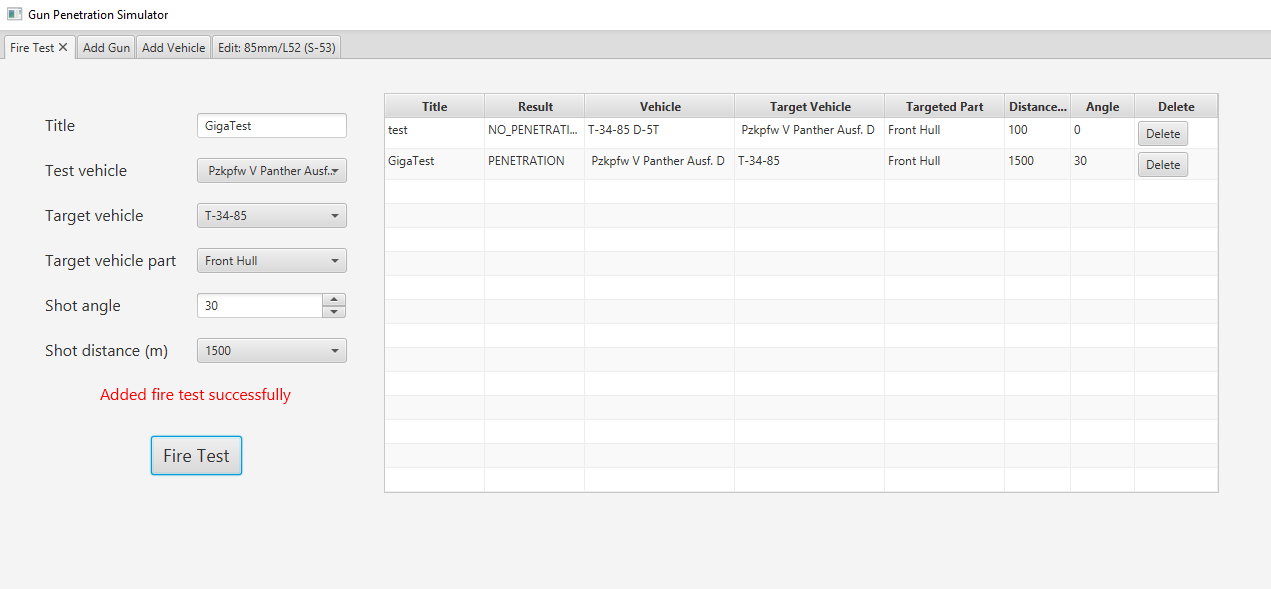 Gun Penetration Simulator
Fire Test Add Gun Add Vehicle Edit: 85mm/L52 (S-53)
Title GigaTest
Test vehicle Pzkpfw V Panther Ausf...
Target vehicle T-34-85
Target vehicle part Front Hull
Shot angle 30
Shot distance (m) 1500
Added fire test successfully
Fire Test
Title Result Vehicle Target Vehicle Targeted Part Distance... Angle Delete
test NO_PENETRATI... T-34-85 D-5T Pzkpfw V Panther Ausf. D Front Hull 100 0 Delete
GigaTest PENETRATION Pzkpfw V Panther Ausf. D T-34-85 Front Hull 1500 30 Delete